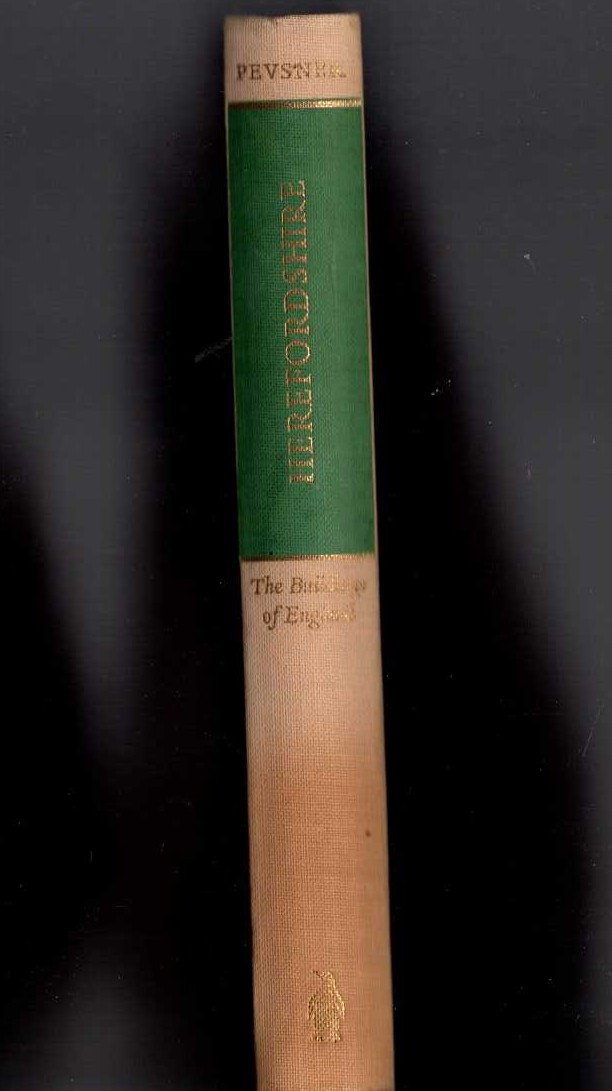 PEVSNER
HEREFORDSHIRE
The Buildings
of England